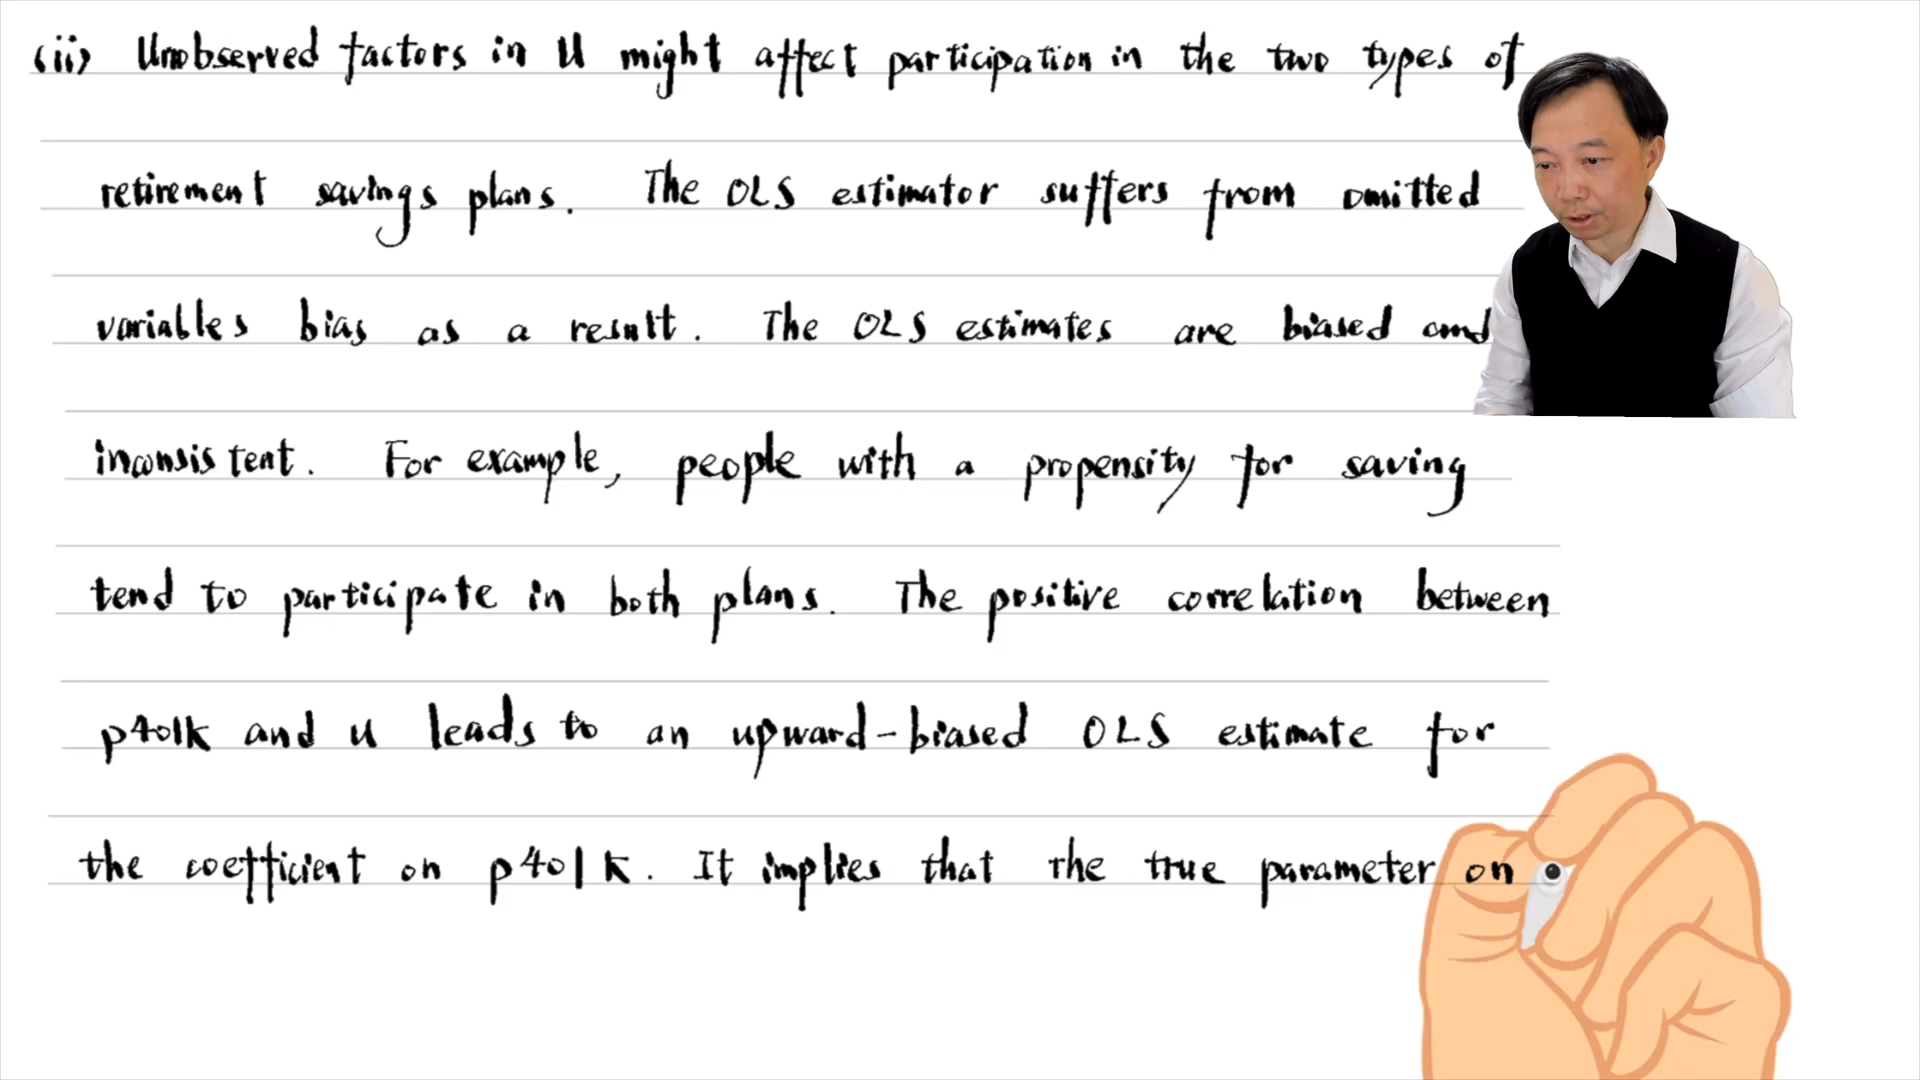 (ii) Unobserved factors in u might affect participation in the two types of
retirement savings plans. The OLS estimator suffers from omitted
variables bias as a result. The OLS estimates are biased and
inconsistent. For example, people with a propensity for saving
tend to participate in both plans. The positive correlation between
p401k and u leads to an upward-biased OLS estimate for
the coefficient on p401k. It implies that the true parameter on